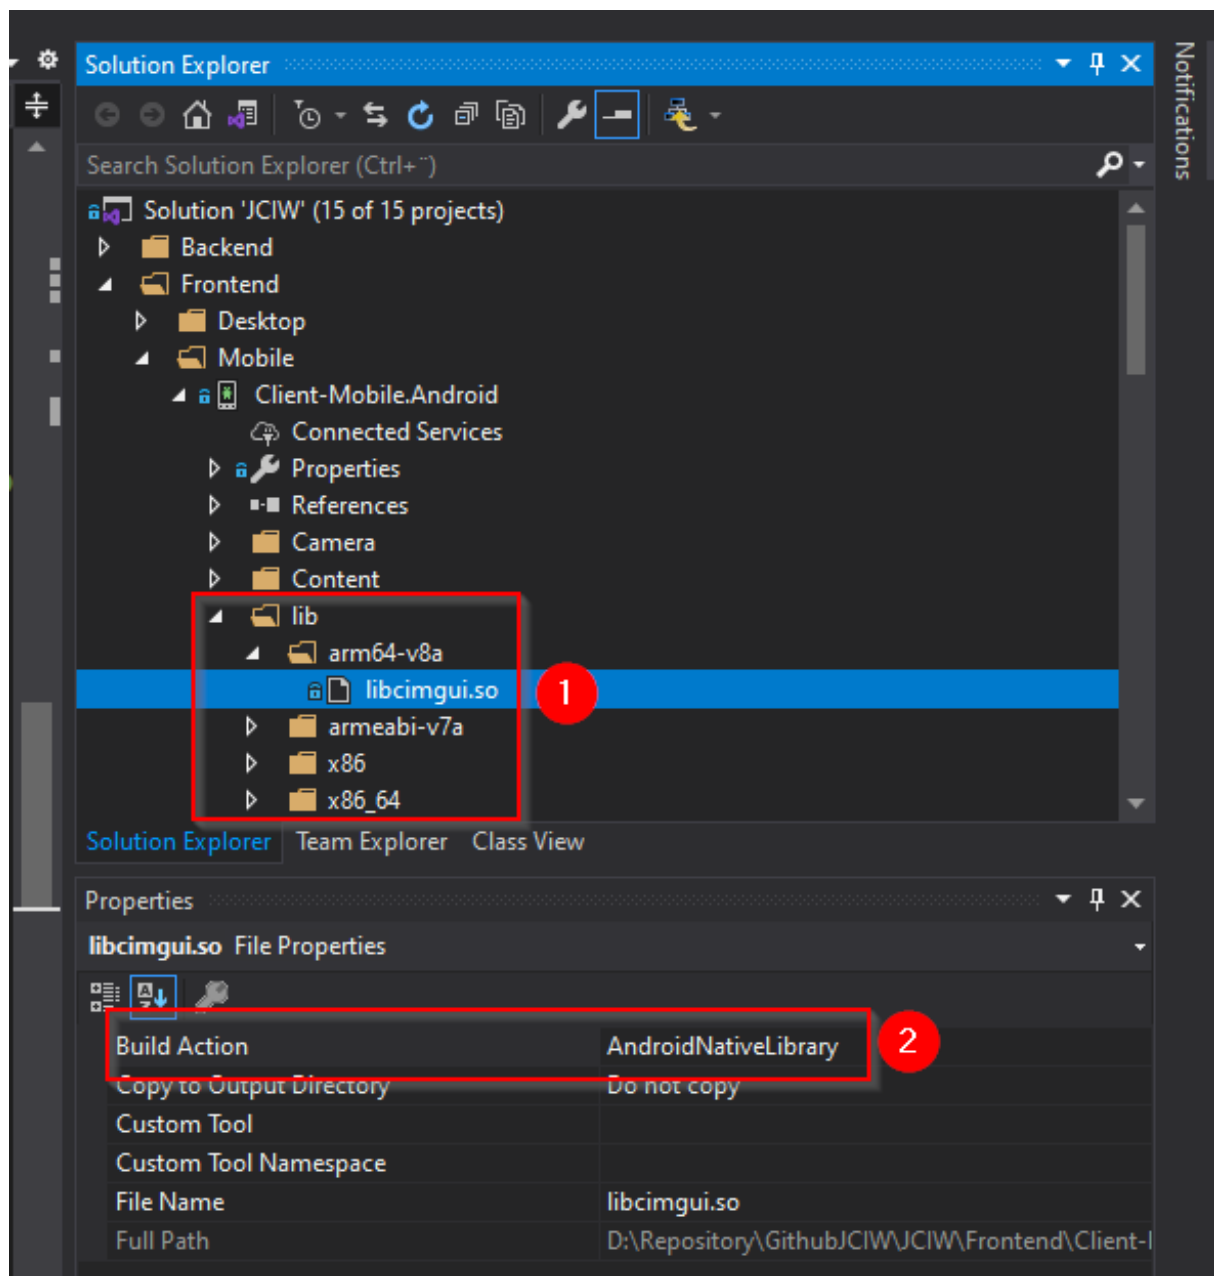 Solution Explorer
Notifications
Search Solution Explorer (Ctrl+¨)
Solution 'JCIW' (15 of 15 projects)
Backend
Frontend
Desktop
Mobile
Client-Mobile.Android
Connected Services
Properties
References
Camera
Content
lib
arm64-v8a
libcimgui.so
1
armeabi-v7a
x86
x86_64
Solution Explorer Team Explorer Class View
Properties
libcimgui.so File Properties
Build Action AndroidNativeLibrary
2
Copy to Output Directory Do not copy
Custom Tool
Custom Tool Namespace
File Name libcimgui.so
Full Path D:\Repository\GithubJCIW\JCIW\Frontend\Client-